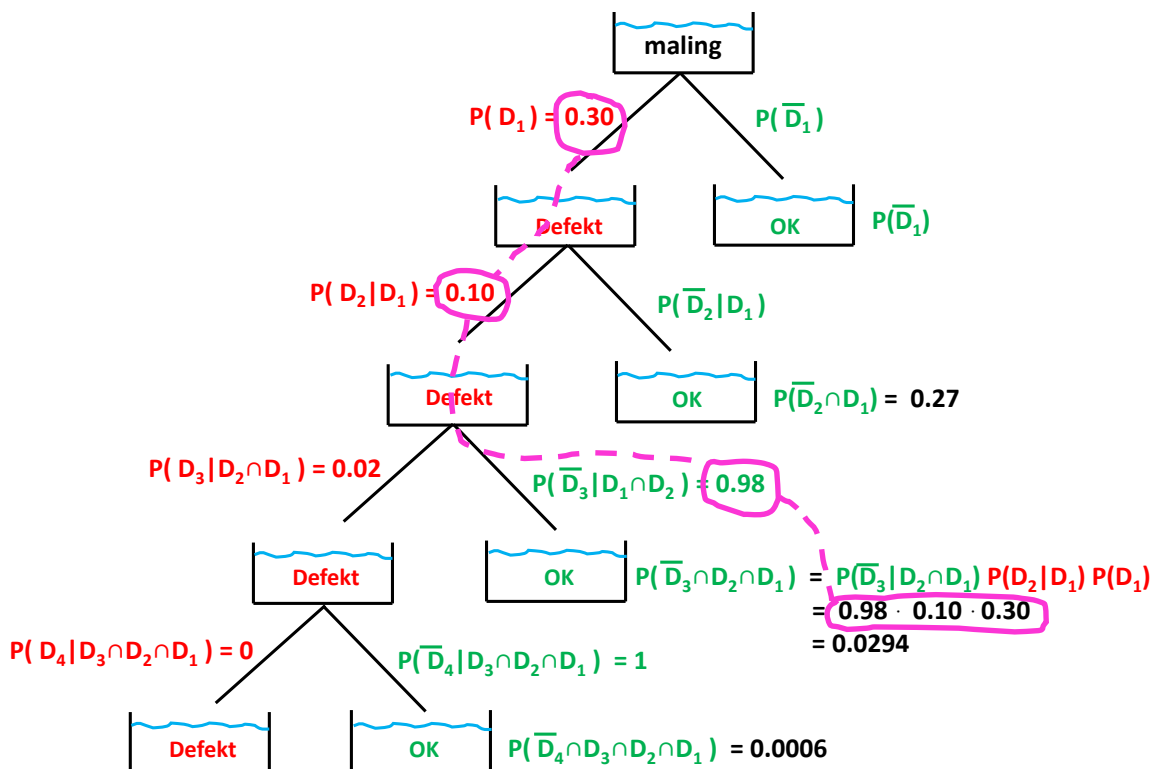 maling
P( D₁ ) = 0.30
P( D̅₁ )
Defekt
OK
P(D̅₁)
P( D₂|D₁ ) = 0.10
P( D̅₂|D₁ )
Defekt
OK
P(D̅₂∩D₁) = 0.27
P( D₃|D₂∩D₁ ) = 0.02
P( D̅₃|D₁∩D₂ ) = 0.98
Defekt
OK
P( D̅₃∩D₂∩D₁ ) = P(D̅₃|D₂∩D₁) P(D₂|D₁) P(D₁)
= 0.98 · 0.10 · 0.30
= 0.0294
P( D₄|D₃∩D₂∩D₁ ) = 0
P(D̅₄|D₃∩D₂∩D₁ ) = 1
Defekt
OK
P(D̅₄∩D₃∩D₂∩D₁ ) = 0.0006